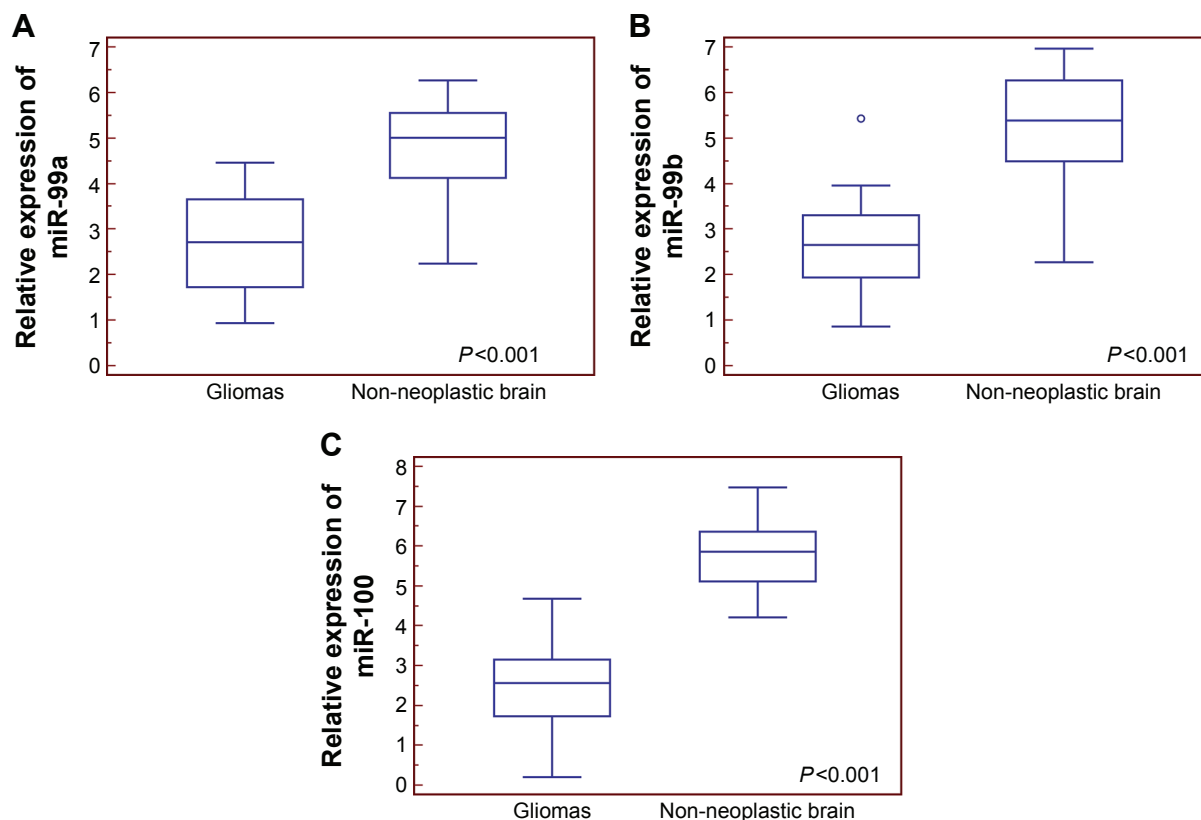 A
Relative expression of
miR-99a
7
6
5
4
3
2
1
0
P<0.001
Gliomas Non-neoplastic brain
B
Relative expression of
miR-99b
7
6
5
4
3
2
1
0
P<0.001
Gliomas Non-neoplastic brain
C
Relative expression of
miR-100
8
7
6
5
4
3
2
1
0
P<0.001
Gliomas Non-neoplastic brain